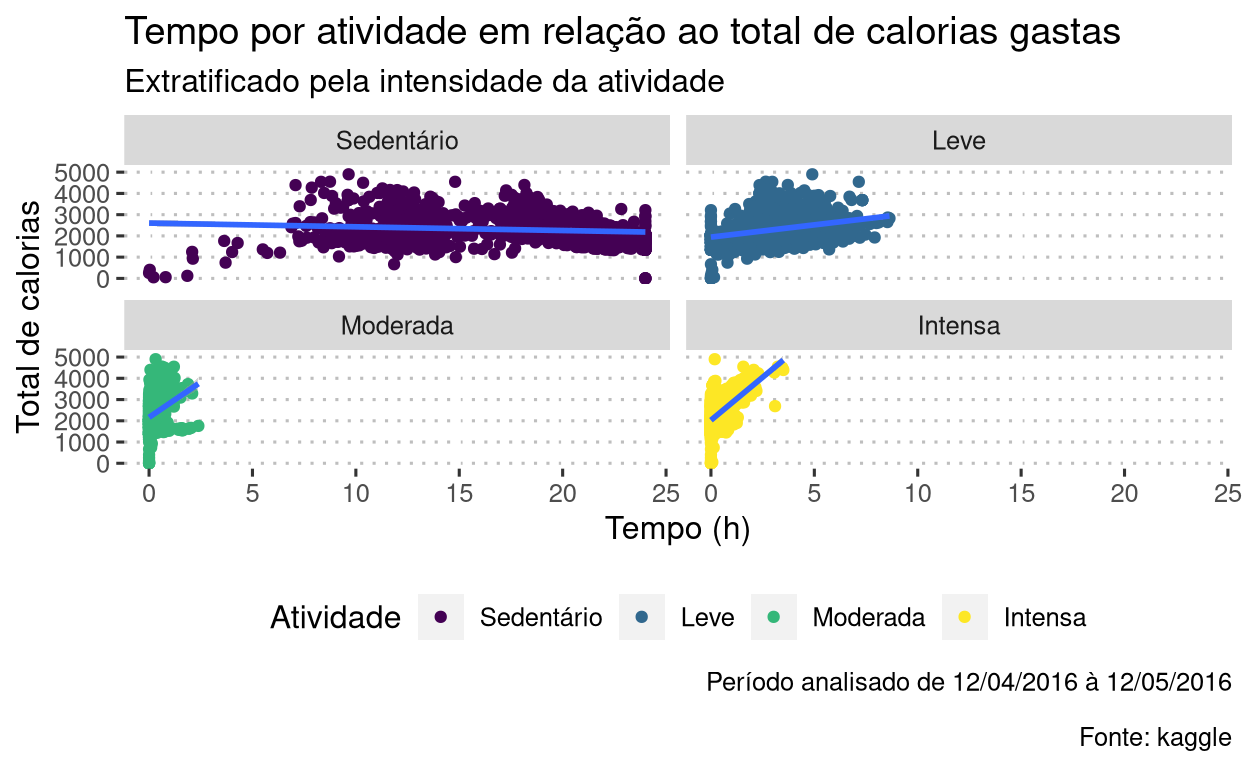 Tempo por atividade em relação ao total de calorias gastas
Extratificado pela intensidade da atividade
Sedentário
Leve
5000
4000
3000
2000
1000
0
Moderada
Intensa
5000
4000
3000
2000
1000
0
Total de calorias
0 5 10 15 20 25
0 5 10 15 20 25
Tempo (h)
Atividade Sedentário Leve Moderada Intensa
Período analisado de 12/04/2016 à 12/05/2016
Fonte: kaggle